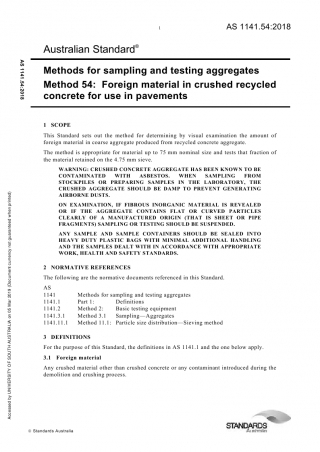 1
AS 1141.54:2018
Australian Standard®
Methods for sampling and testing aggregates
Method 54: Foreign material in crushed recycled
concrete for use in pavements
1 SCOPE
This Standard sets out the method for determining by visual examination the amount of
foreign material in coarse aggregate produced from recycled concrete aggregate.
The method is appropriate for material up to 75 mm nominal size and tests that fraction of
the material retained on the 4.75 mm sieve.
WARNING: CRUSHED CONCRETE AGGREGATE HAS BEEN KNOWN TO BE
CONTAMINATED WITH ASBESTOS. WHEN SAMPLING FROM
STOCKPILES OR PREPARING SAMPLES IN THE LABORATORY, THE
CRUSHED AGGREGATE SHOULD BE DAMP TO PREVENT GENERATING
AIRBORNE DUSTS.
ON EXAMINATION, IF FIBROUS INORGANIC MATERIAL IS REVEALED
OR IF THE AGGREGATE CONTAINS FLAT OR CURVED PARTICLES
CLEARLY OF A MANUFACTURED ORIGIN (THAT IS SHEET OR PIPE
FRAGMENTS) SAMPLING OR TESTING SHOULD BE SUSPENDED.
ANY SAMPLE AND SAMPLE CONTAINERS SHOULD BE SEALED INTO
HEAVY DUTY PLASTIC BAGS WITH MINIMAL ADDITIONAL HANDLING
AND THE SAMPLES DEALT WITH IN ACCORDANCE WITH APPROPRIATE
WORK, HEALTH AND SAFETY STANDARDS.
2 NORMATIVE REFERENCES
The following are the normative documents referenced in this Standard.
AS
1141 Methods for sampling and testing aggregates
1141.1 Part 1: Definitions
1141.2 Method 2: Basic testing equipment
1141.3.1 Method 3.1 Sampling—Aggregates
1141.11.1 Method 11.1: Particle size distribution—Sieving method
3 DEFINITIONS
For the purpose of this Standard, the definitions in AS 1141.1 and the one below apply.
3.1 Foreign material
Any crushed material other than crushed concrete or any contaminant introduced during the
demolition and crushing process.
© Standards Australia
STANDARDS
Australia
AS 1141.54:2018
Accessed by UNIVERSITY OF SOUTH AUSTRALIA on 05 Mar 2019 (Document currency not guaranteed when printed)